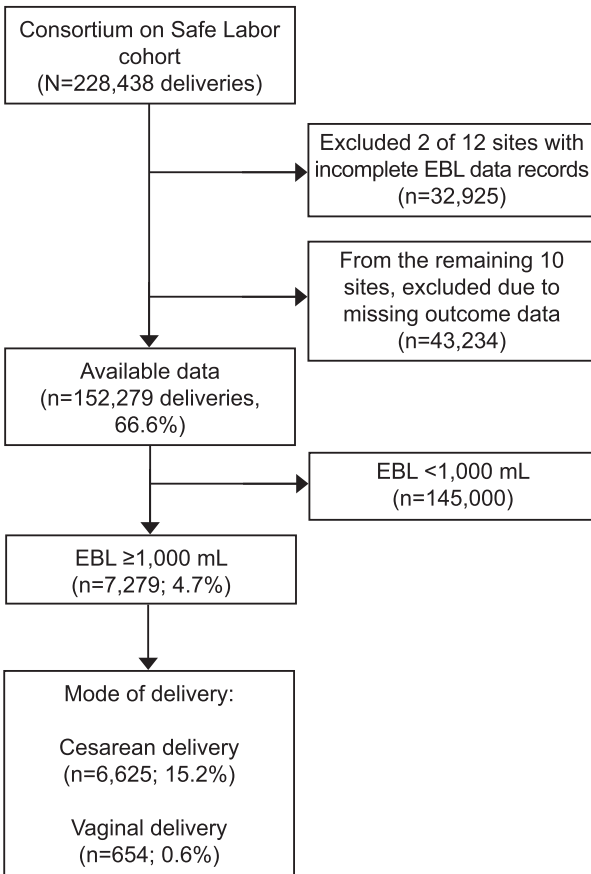 Consortium on Safe Labor
cohort
(N=228,438 deliveries)
Excluded 2 of 12 sites with
incomplete EBL data records
(n=32,925)
From the remaining 10
sites, excluded due to
missing outcome data
(n=43,234)
Available data
(n=152,279 deliveries,
66.6%)
EBL <1,000 mL
(n=145,000)
EBL ≥1,000 mL
(n=7,279; 4.7%)
Mode of delivery:
Cesarean delivery
(n=6,625; 15.2%)
Vaginal delivery
(n=654; 0.6%)